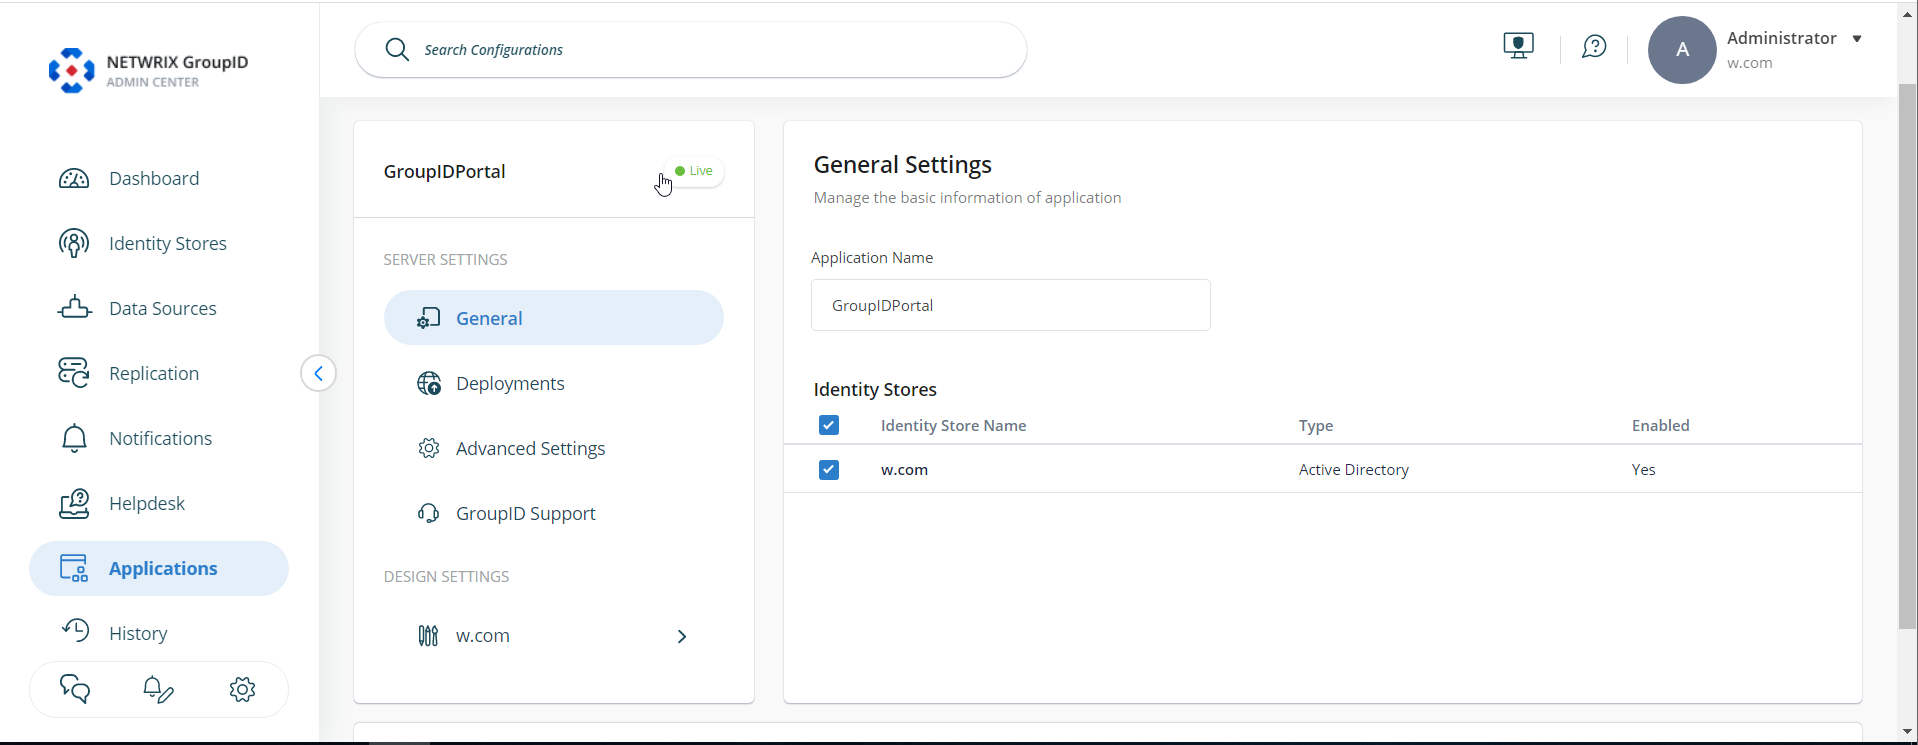 NETWRIX GroupID
ADMIN CENTER
Dashboard
Identity Stores
Data Sources
Replication
Notifications
Helpdesk
Applications
History
Search Configurations
A
Administrator
w.com
GroupIDPortal
Live
SERVER SETTINGS
General
Deployments
Advanced Settings
GroupID Support
DESIGN SETTINGS
w.com
General Settings
Manage the basic information of application
Application Name
GroupIDPortal
Identity Stores
Identity Store Name Type Enabled
w.com Active Directory Yes